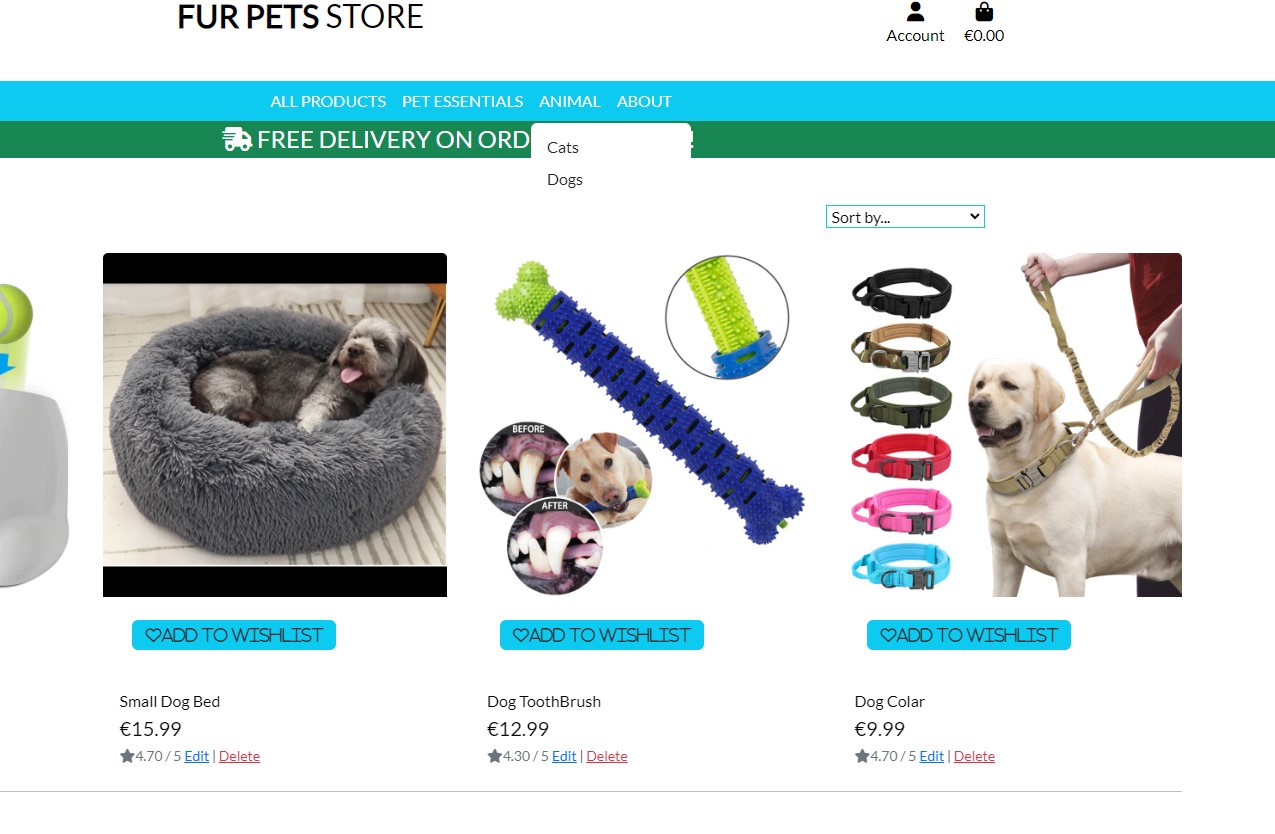 FUR PETS STORE
Account
€0.00
ALL PRODUCTS
PET ESSENTIALS
ANIMAL
ABOUT
FREE DELIVERY ON ORD !
Cats
Dogs
Sort by...
BEFORE
AFTER
ADD TO WISHLIST
ADD TO WISHLIST
ADD TO WISHLIST
Small Dog Bed
€15.99
4.70 / 5 Edit | Delete
Dog ToothBrush
€12.99
4.30 / 5 Edit | Delete
Dog Colar
€9.99
4.70 / 5 Edit | Delete